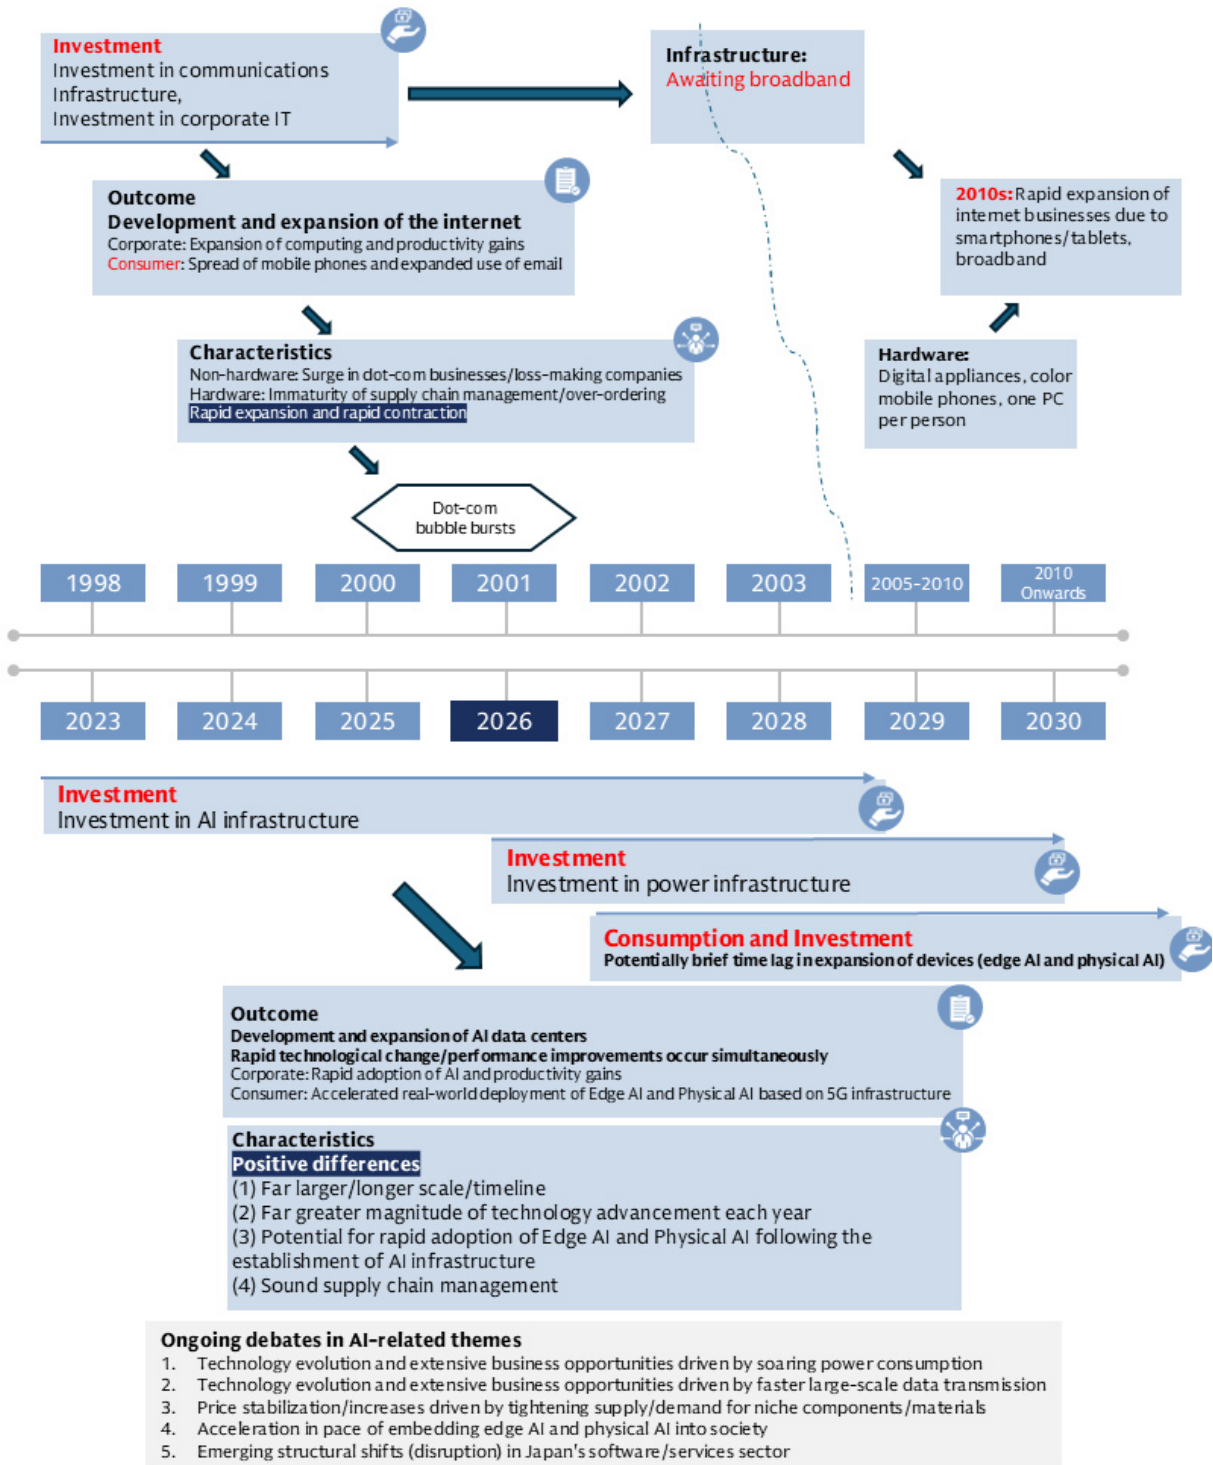 Investment
Investment in communications
Infrastructure,
Investment in corporate IT
Infrastructure:
Awaiting broadband
Outcome
Development and expansion of the internet
Corporate: Expansion of computing and productivity gains
Consumer: Spread of mobile phones and expanded use of email
2010s: Rapid expansion of
internet businesses due to
smartphones/tablets,
broadband
Characteristics
Non-hardware: Surge in dot-com businesses/loss-making companies
Hardware: Immaturity of supply chain management/over-ordering
Rapid expansion and rapid contraction
Hardware:
Digital appliances, color
mobile phones, one PC
per person
Dot-com
bubble bursts
1998
1999
2000
2001
2002
2003
2005-2010
2010
Onwards
2023
2024
2025
2026
2027
2028
2029
2030
Investment
Investment in AI infrastructure
Investment
Investment in power infrastructure
Consumption and Investment
Potentially brief time lag in expansion of devices (edge AI and physical AI)
Outcome
Development and expansion of AI data centers
Rapid technological change/performance improvements occur simultaneously
Corporate: Rapid adoption of AI and productivity gains
Consumer: Accelerated real-world deployment of Edge AI and Physical AI based on 5G infrastructure
Characteristics
Positive differences
(1) Far larger/longer scale/timeline
(2) Far greater magnitude of technology advancement each year
(3) Potential for rapid adoption of Edge AI and Physical AI following the
establishment of AI infrastructure
(4) Sound supply chain management
Ongoing debates in AI-related themes
1. Technology evolution and extensive business opportunities driven by soaring power consumption
2. Technology evolution and extensive business opportunities driven by faster large-scale data transmission
3. Price stabilization/increases driven by tightening supply/demand for niche components/materials
4. Acceleration in pace of embedding edge AI and physical AI into society
5. Emerging structural shifts (disruption) in Japan's software/services sector